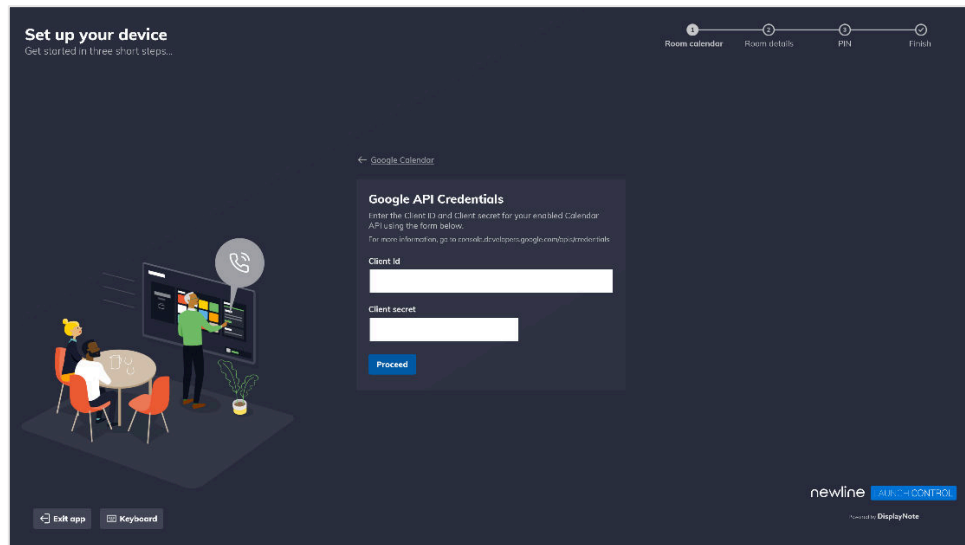 Set up your device
Get started in three short steps...
1
2
3
Room calendar
Room details
PIN
Finish
← Google Calendar
Google API Credentials
Enter the Client ID and Client secret for your enabled Calendar
API using the form below.
For more information, go to console.developers.google.com/apis/credentials
Client Id
Client secret
Proceed
newline LAUNCH CONTROL
Powered by DisplayNote
Exit app
Keyboard